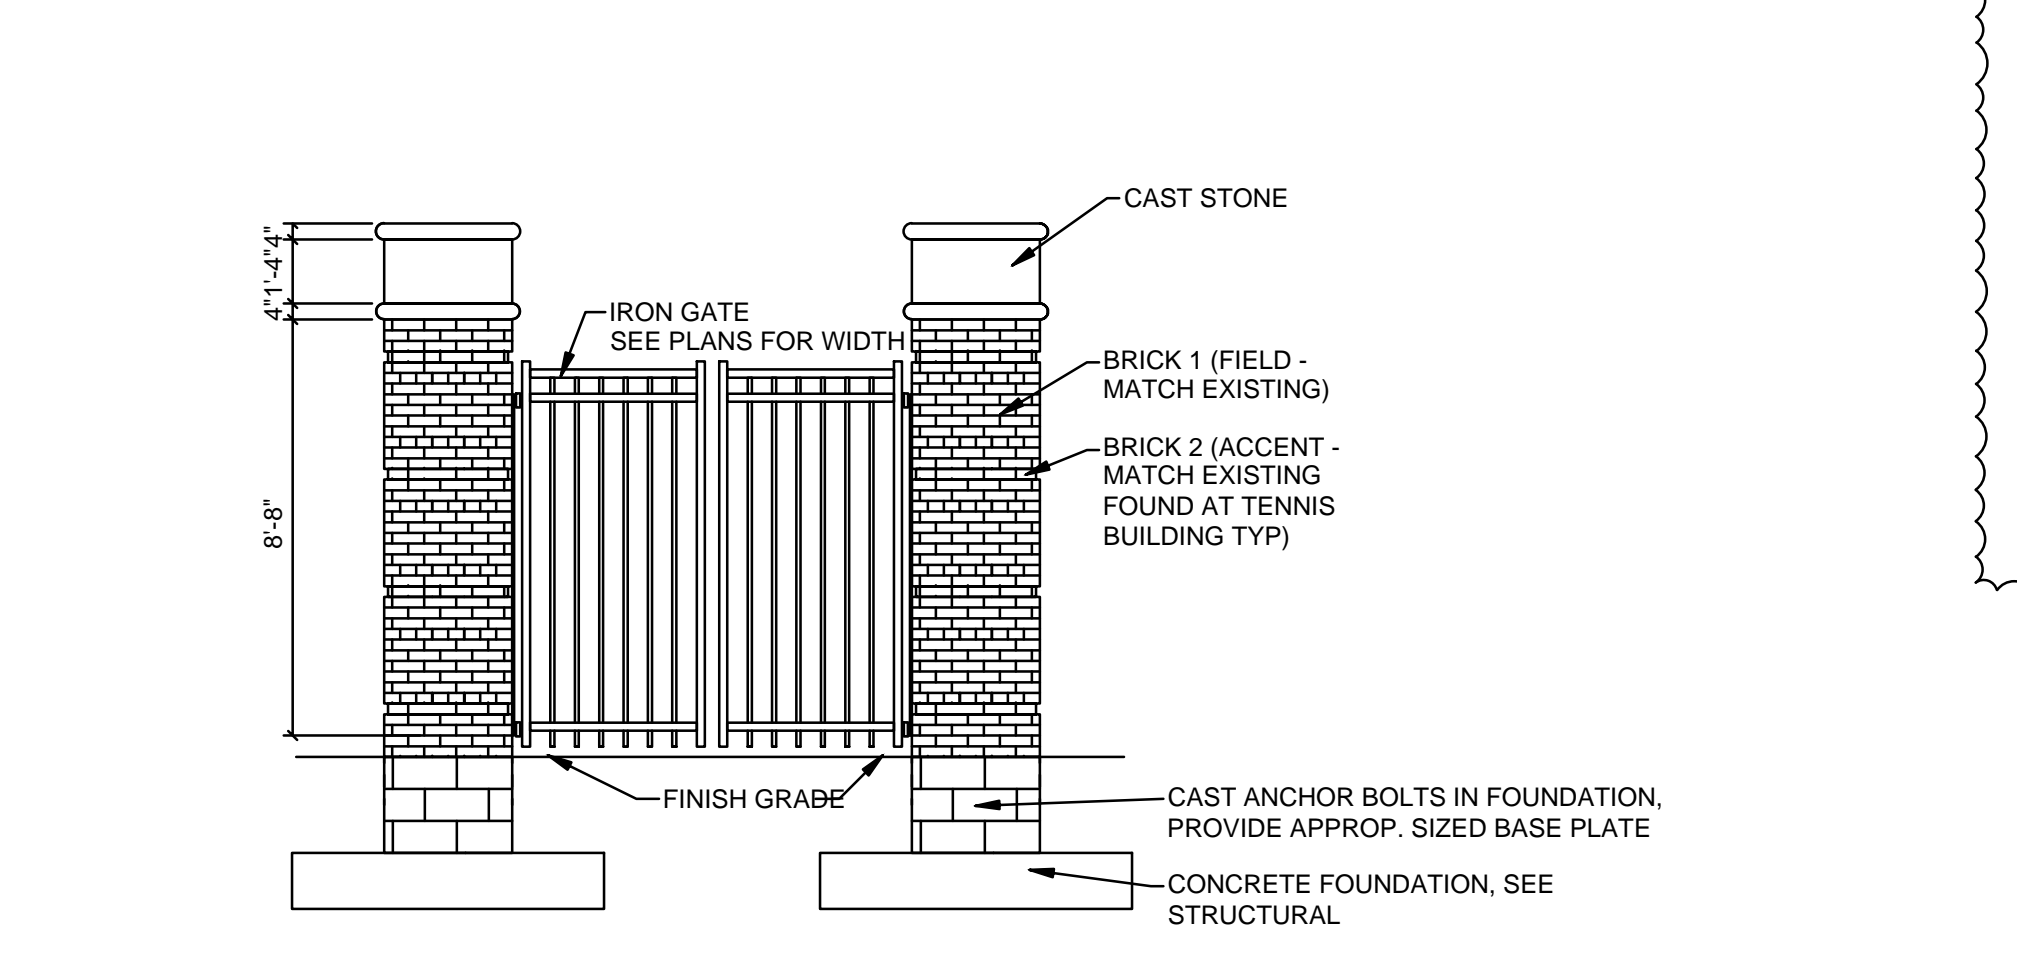 CAST STONE
4"
1'-4"
4"
IRON GATE
SEE PLANS FOR WIDTH
BRICK 1 (FIELD -
MATCH EXISTING)
BRICK 2 (ACCENT -
MATCH EXISTING
FOUND AT TENNIS
BUILDING TYP)
8'-8"
FINISH GRADE
CAST ANCHOR BOLTS IN FOUNDATION,
PROVIDE APPROP. SIZED BASE PLATE
CONCRETE FOUNDATION, SEE
STRUCTURAL